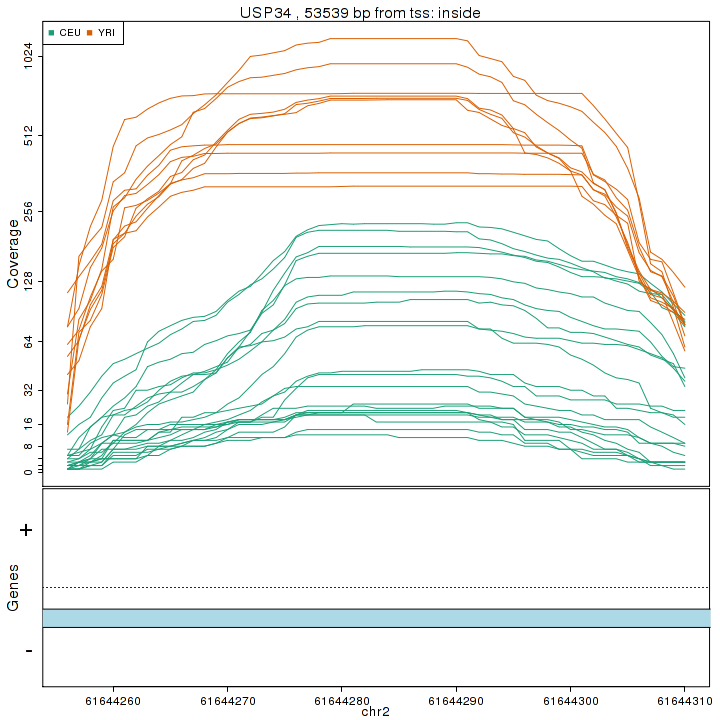 USP34 , 53539 bp from tss: inside
CEU YRI
Coverage
1024
512
256
128
64
32
16
8
0
Genes
+
-
61644260 61644270 61644280 61644290 61644300 61644310
chr2